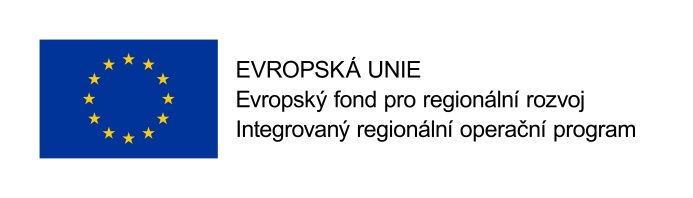 EVROPSKÁ UNIE
Evropský fond pro regionální rozvoj
Integrovaný regionální operační program